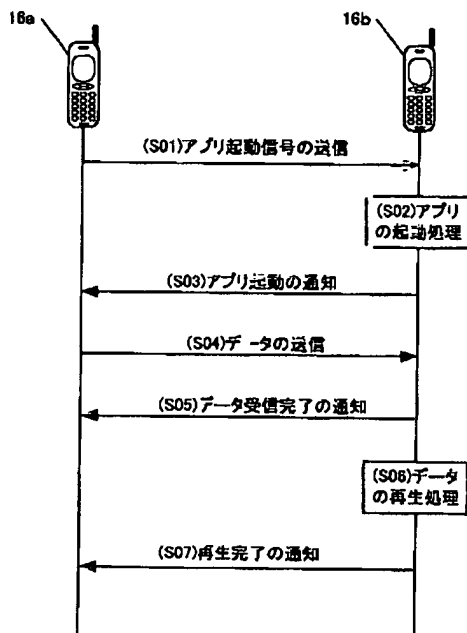 16a
16b
(S01)アプリ起動信号の送信
(S02)アプリ
の起動処理
(S03)アプリ起動の通知
(S04)データの送信
(S05)データ受信完了の通知
(S06)データ
の再生処理
(S07)再生完了の通知